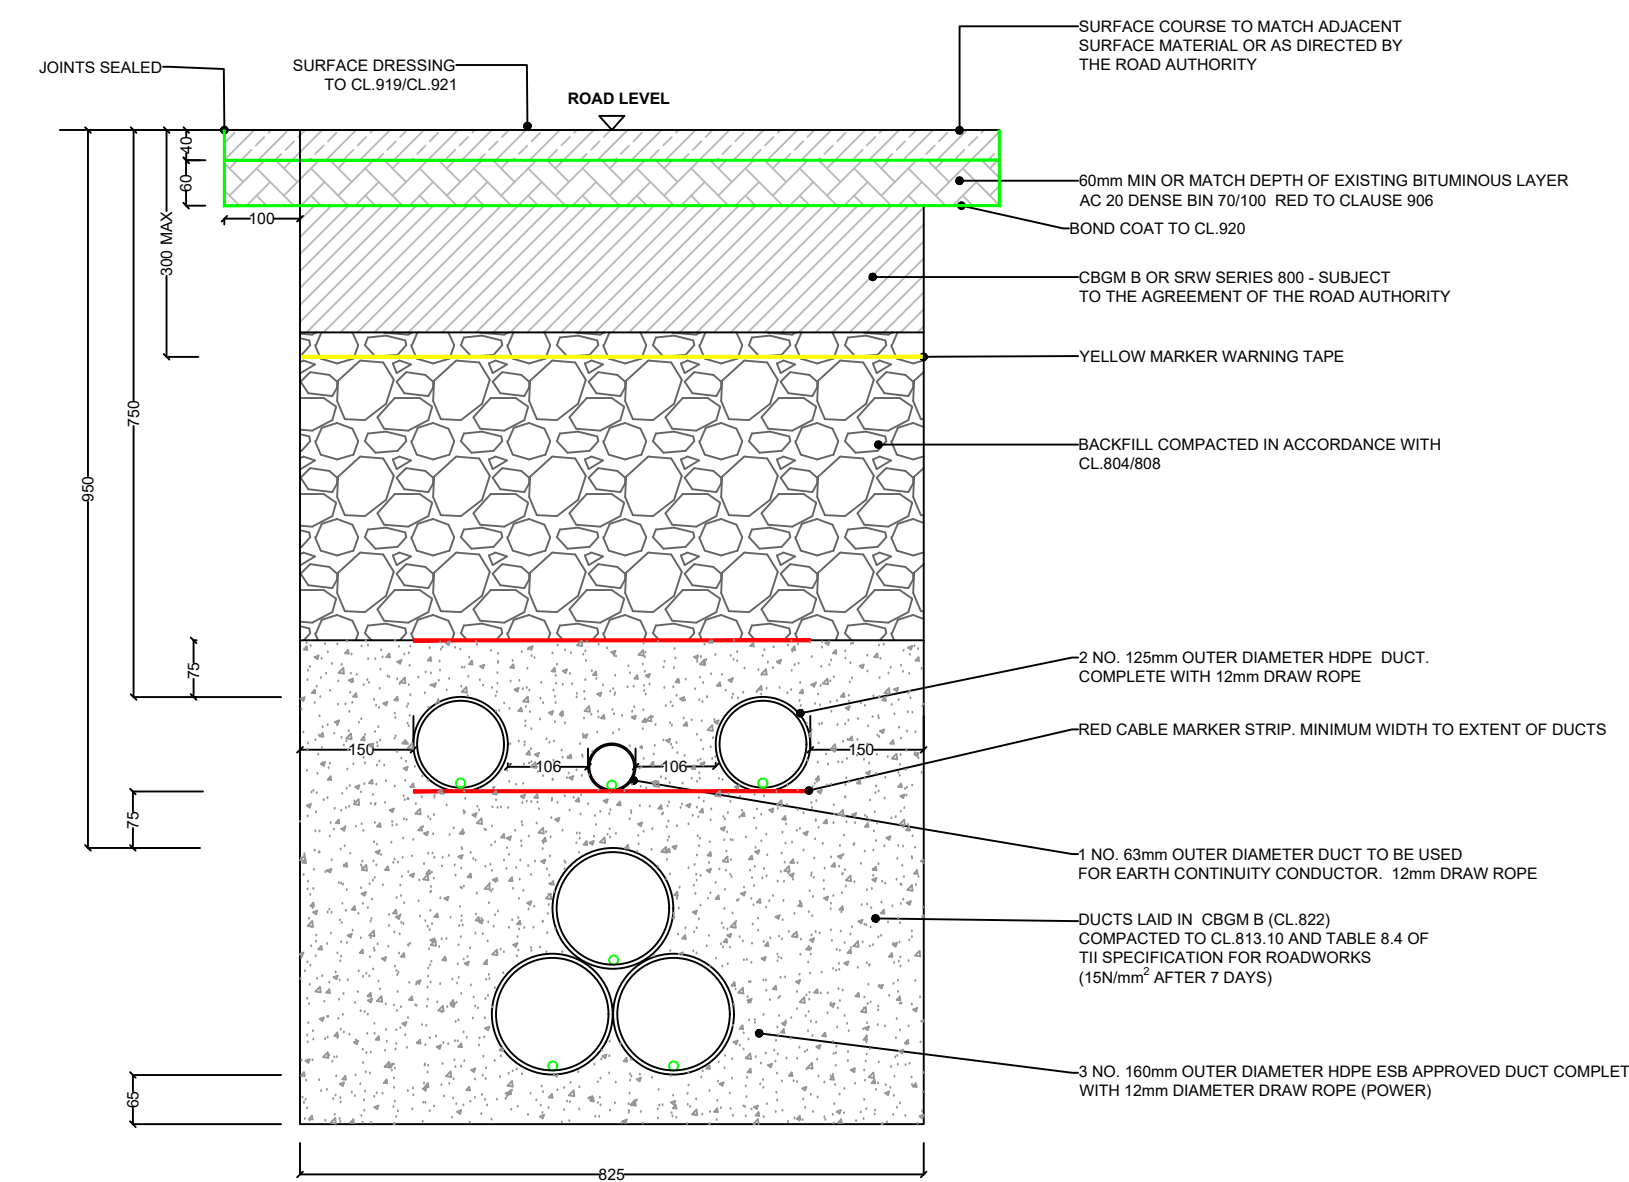 SURFACE COURSE TO MATCH ADJACENT
SURFACE MATERIAL OR AS DIRECTED BY
THE ROAD AUTHORITY
JOINTS SEALED
SURFACE DRESSING
TO CL.919/CL.921
ROAD LEVEL
40
60
100
300 MAX
750
950
60mm MIN OR MATCH DEPTH OF EXISTING BITUMINOUS LAYER
AC 20 DENSE BIN 70/100 RED TO CLAUSE 906
BOND COAT TO CL.920
CBGM B OR SRW SERIES 800 - SUBJECT
TO THE AGREEMENT OF THE ROAD AUTHORITY
YELLOW MARKER WARNING TAPE
BACKFILL COMPACTED IN ACCORDANCE WITH
CL.804/808
75
2 NO. 125mm OUTER DIAMETER HDPE DUCT.
COMPLETE WITH 12mm DRAW ROPE
RED CABLE MARKER STRIP. MINIMUM WIDTH TO EXTENT OF DUCTS
150
106
106
150
75
1 NO. 63mm OUTER DIAMETER DUCT TO BE USED
FOR EARTH CONTINUITY CONDUCTOR. 12mm DRAW ROPE
DUCTS LAID IN CBGM B (CL.822)
COMPACTED TO CL.813.10 AND TABLE 8.4 OF
TII SPECIFICATION FOR ROADWORKS
(15N/mm² AFTER 7 DAYS)
3 NO. 160mm OUTER DIAMETER HDPE ESB APPROVED DUCT COMPLET
WITH 12mm DIAMETER DRAW ROPE (POWER)
65
825